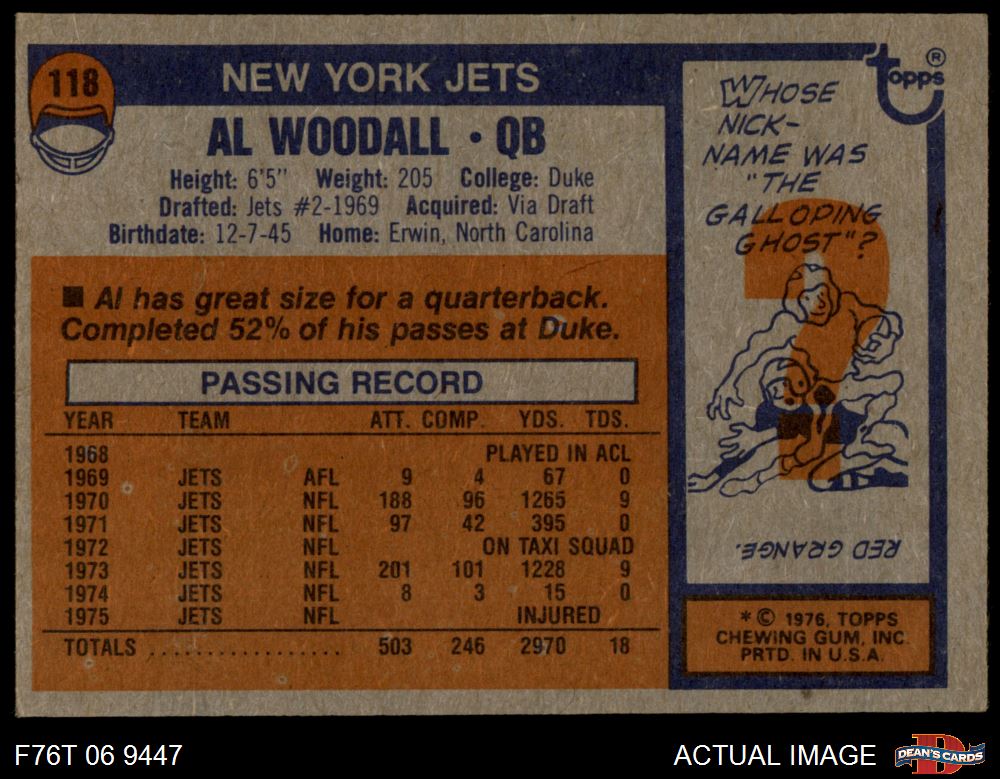 118
NEW YORK JETS
AL WOODALL • QB
Height: 6'5" Weight: 205 College: Duke
Drafted: Jets #2-1969 Acquired: Via Draft
Birthdate: 12-7-45 Home: Erwin, North Carolina
■ Al has great size for a quarterback.
Completed 52% of his passes at Duke.
PASSING RECORD
YEAR TEAM ATT. COMP. YDS. TDS.
1968 PLAYED IN ACL
1969 JETS AFL 9 4 67 0
1970 JETS NFL 188 96 1265 9
1971 JETS NFL 97 42 395 0
1972 JETS NFL ON TAXI SQUAD
1973 JETS NFL 201 101 1228 9
1974 JETS NFL 8 3 15 0
1975 JETS NFL INJURED
TOTALS ................. 503 246 2970 18
topps ®
WHOSE
NICK-
NAME WAS
"THE
GALLOPING
GHOST"?
?
RED GRANGE.
* © 1976, TOPPS
CHEWING GUM, INC.
PRTD. IN U.S.A.
F76T 06 9447
ACTUAL IMAGE
D
DEAN'S CARDS